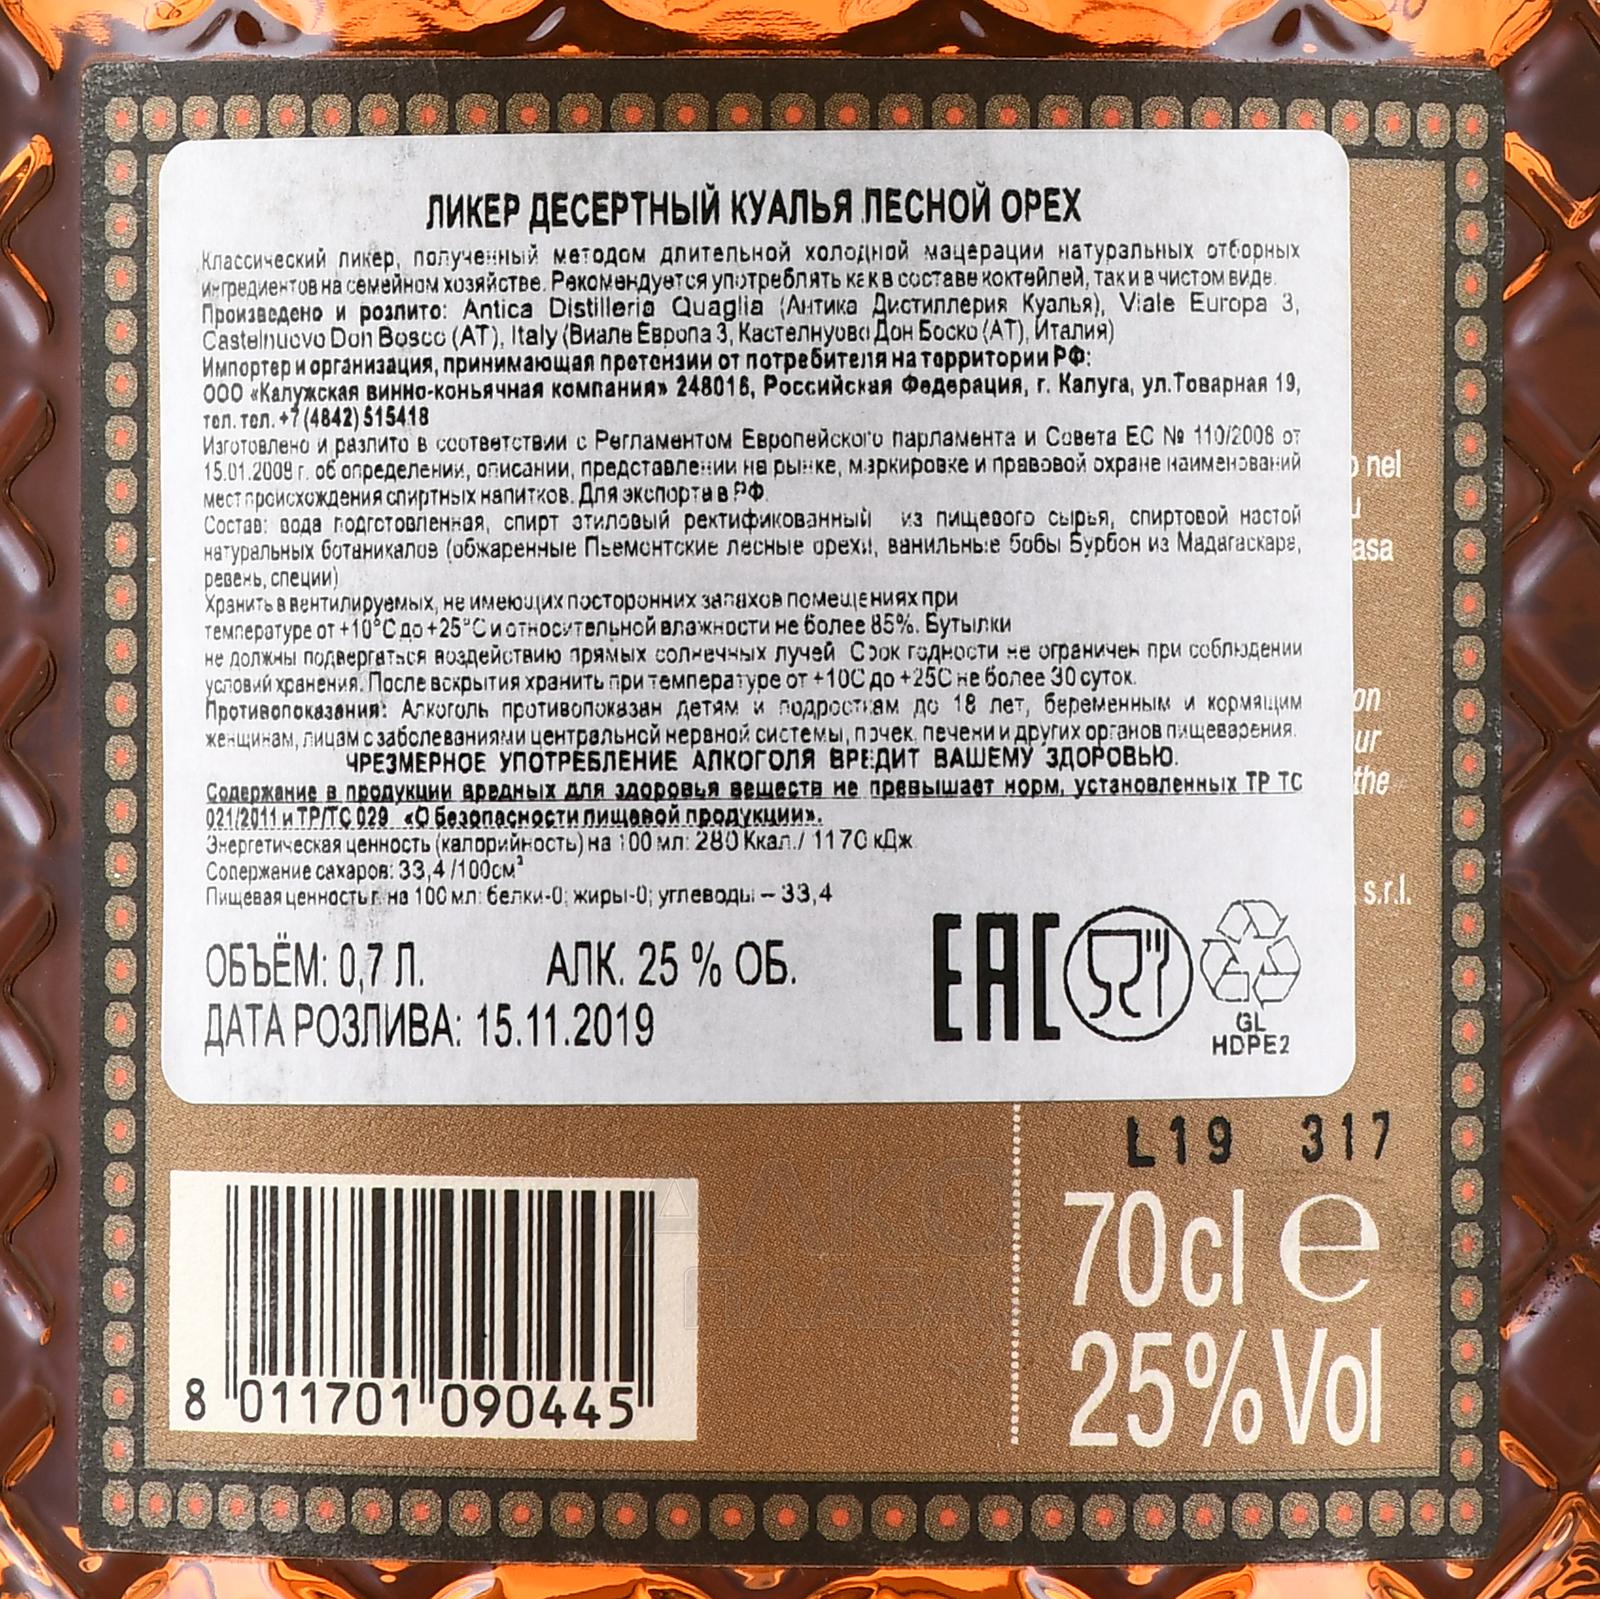 ЛИКЕР ДЕСЕРТНЫЙ КУАЛЬЯ ЛЕСНОЙ ОРЕХ
Классический ликер, полученный методом длительной холодной мацерации натуральных отборных
ингредиентов на семейном хозяйстве. Рекомендуется употреблять как в составе коктейлей, так и в чистом виде.
Произведено и розлито: Antica Distilleria Quaglia (Антика Дистиллерия Куалья), Viale Europa 3,
Castelnuovo Don Bosco (AT), Italy (Виале Европа 3, Кастелнуово Дон Боско (АТ), Италия)
Импортер и организация, принимающая претензии от потребителя на торритории РФ:
ООО «Калужская винно-коньячная компания» 248016, Российская Федерация, г. Калуга, ул.Товарная 19,
тел. тел. +7 (4842) 515418
Изготовлено и разлито в соответствии с Регламентом Европейского парламента и Совета ЕС № 110/2008 от
15.01.2008 г. об определении, описании, представлении на рынке, маркировке и правовой охране наименований
мест происхождения спиртных напитков. Для экспорта в РФ.
Состав: вода подготовленная, спирт этиловый ректификованный из пищевого сырья, спиртовой настой
натуральных ботаникалов (обжаренные Пьемонтские лесные орехи, ванильные бобы Бурбон из Мадагаскара,
ревень, специи)
Хранить в вентилируемых, не имеющих посторонних запахов помещениях при
температуре от +10°С до +25°С и относительной влажности не более 85%. Бутылки
не должны подвергаться воздействию прямых солнечных лучей Срок годности не ограничен при соблюдении
условий хранения. После вскрытия хранить при температуре от +10С до +25С не более 30 суток.
Противопоказания: Алкоголь противопоказан детям и подросткам до 18 лет, беременным и кормящим
женщинам, лицам с заболеваниями центральной нервной системы, почек, печени и других органов пищеварения.
ЧРЕЗМЕРНОЕ УПОТРЕБЛЕНИЕ АЛКОГОЛЯ ВРЕДИТ ВАШЕМУ ЗДОРОВЬЮ.
Содержание в продукции вредных для здоровья веществ не превышает норм, установленных ТР ТС
021/2011 и ТР/ТС 029 «О безопасности пищевой продукции».
Энергетическая ценность (калорийность) на 100 мл: 280 Ккал./ 1170 кДж
Сопержание сахаров: 33,4 /100см³
Пищевая ценность г. на 100 мл: белки-0; жиры-0; углеводы – 33,4
ОБЪЁМ: 0,7 Л. АЛК. 25 % ОБ.
ДАТА РОЗЛИВА: 15.11.2019
EAC
GL
HDPE2
nel
asa
on
ur
the
s.r.l.
L19 317
70cl e
25%Vol
8 011701 090445
АЛКО
ПЛАЗА